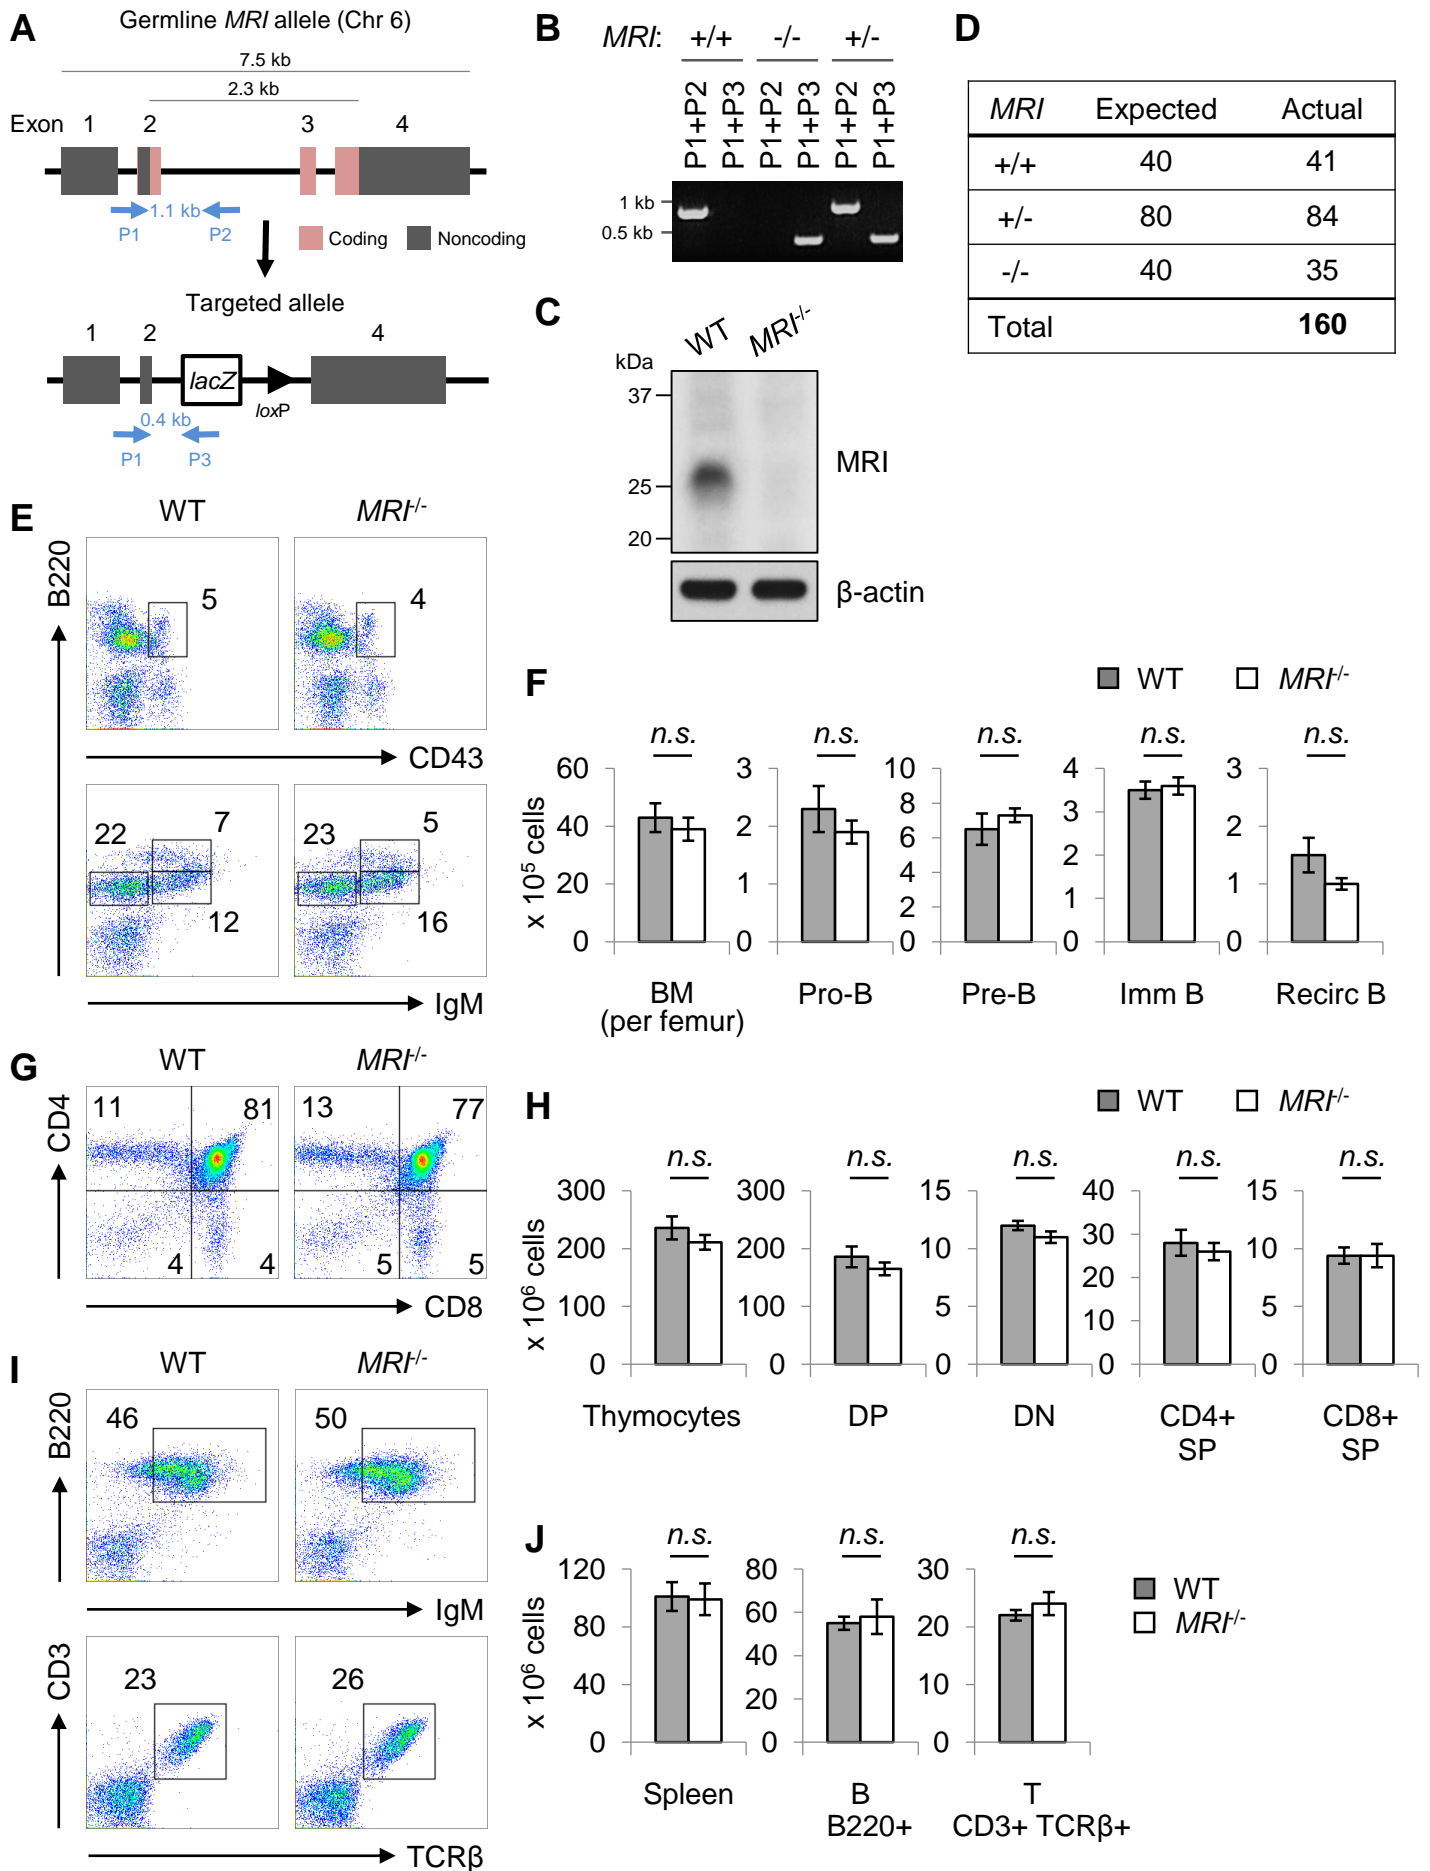 A
Germline MRI allele (Chr 6)
7.5 kb
2.3 kb
Exon 1 2 3 4
1.1 kb
P1 P2
Coding Noncoding
Targeted allele
1 2 4
lacZ
loxP
0.4 kb
P1 P3
B
MRI: +/+ -/- +/-
P1+P2 P1+P3 P1+P2 P1+P3 P1+P2 P1+P3
1 kb
0.5 kb
C
WT MRI-/-
kDa
37
25
20
MRI
β-actin
D
MRI Expected Actual
+/+ 40 41
+/- 80 84
-/- 40 35
Total 160
E
WT MRI-/-
B220
5 4
CD43
22 7 12
23 5 16
IgM
F
WT MRI-/-
n.s. n.s. n.s. n.s. n.s.
x 10⁵ cells
60 40 20 0
3 2 1 0
10 8 6 4 2 0
4 3 2 1 0
3 2 1 0
BM Pro-B Pre-B Imm B Recirc B
(per femur)
G
WT MRI-/-
CD4
11 81 4 4
13 77 5 5
CD8
H
WT MRI-/-
n.s. n.s. n.s. n.s. n.s.
x 10⁶ cells
300 200 100 0
300 200 100 0
15 10 5 0
40 30 20 10 0
15 10 5 0
Thymocytes DP DN CD4+ CD8+
SP SP
I
WT MRI-/-
B220
46 50
IgM
CD3
23 26
TCRβ
J
n.s. n.s. n.s.
x 10⁶ cells
120 80 40 0
80 60 40 20 0
30 20 10 0
WT
MRI-/-
Spleen B T
B220+ CD3+ TCRβ+